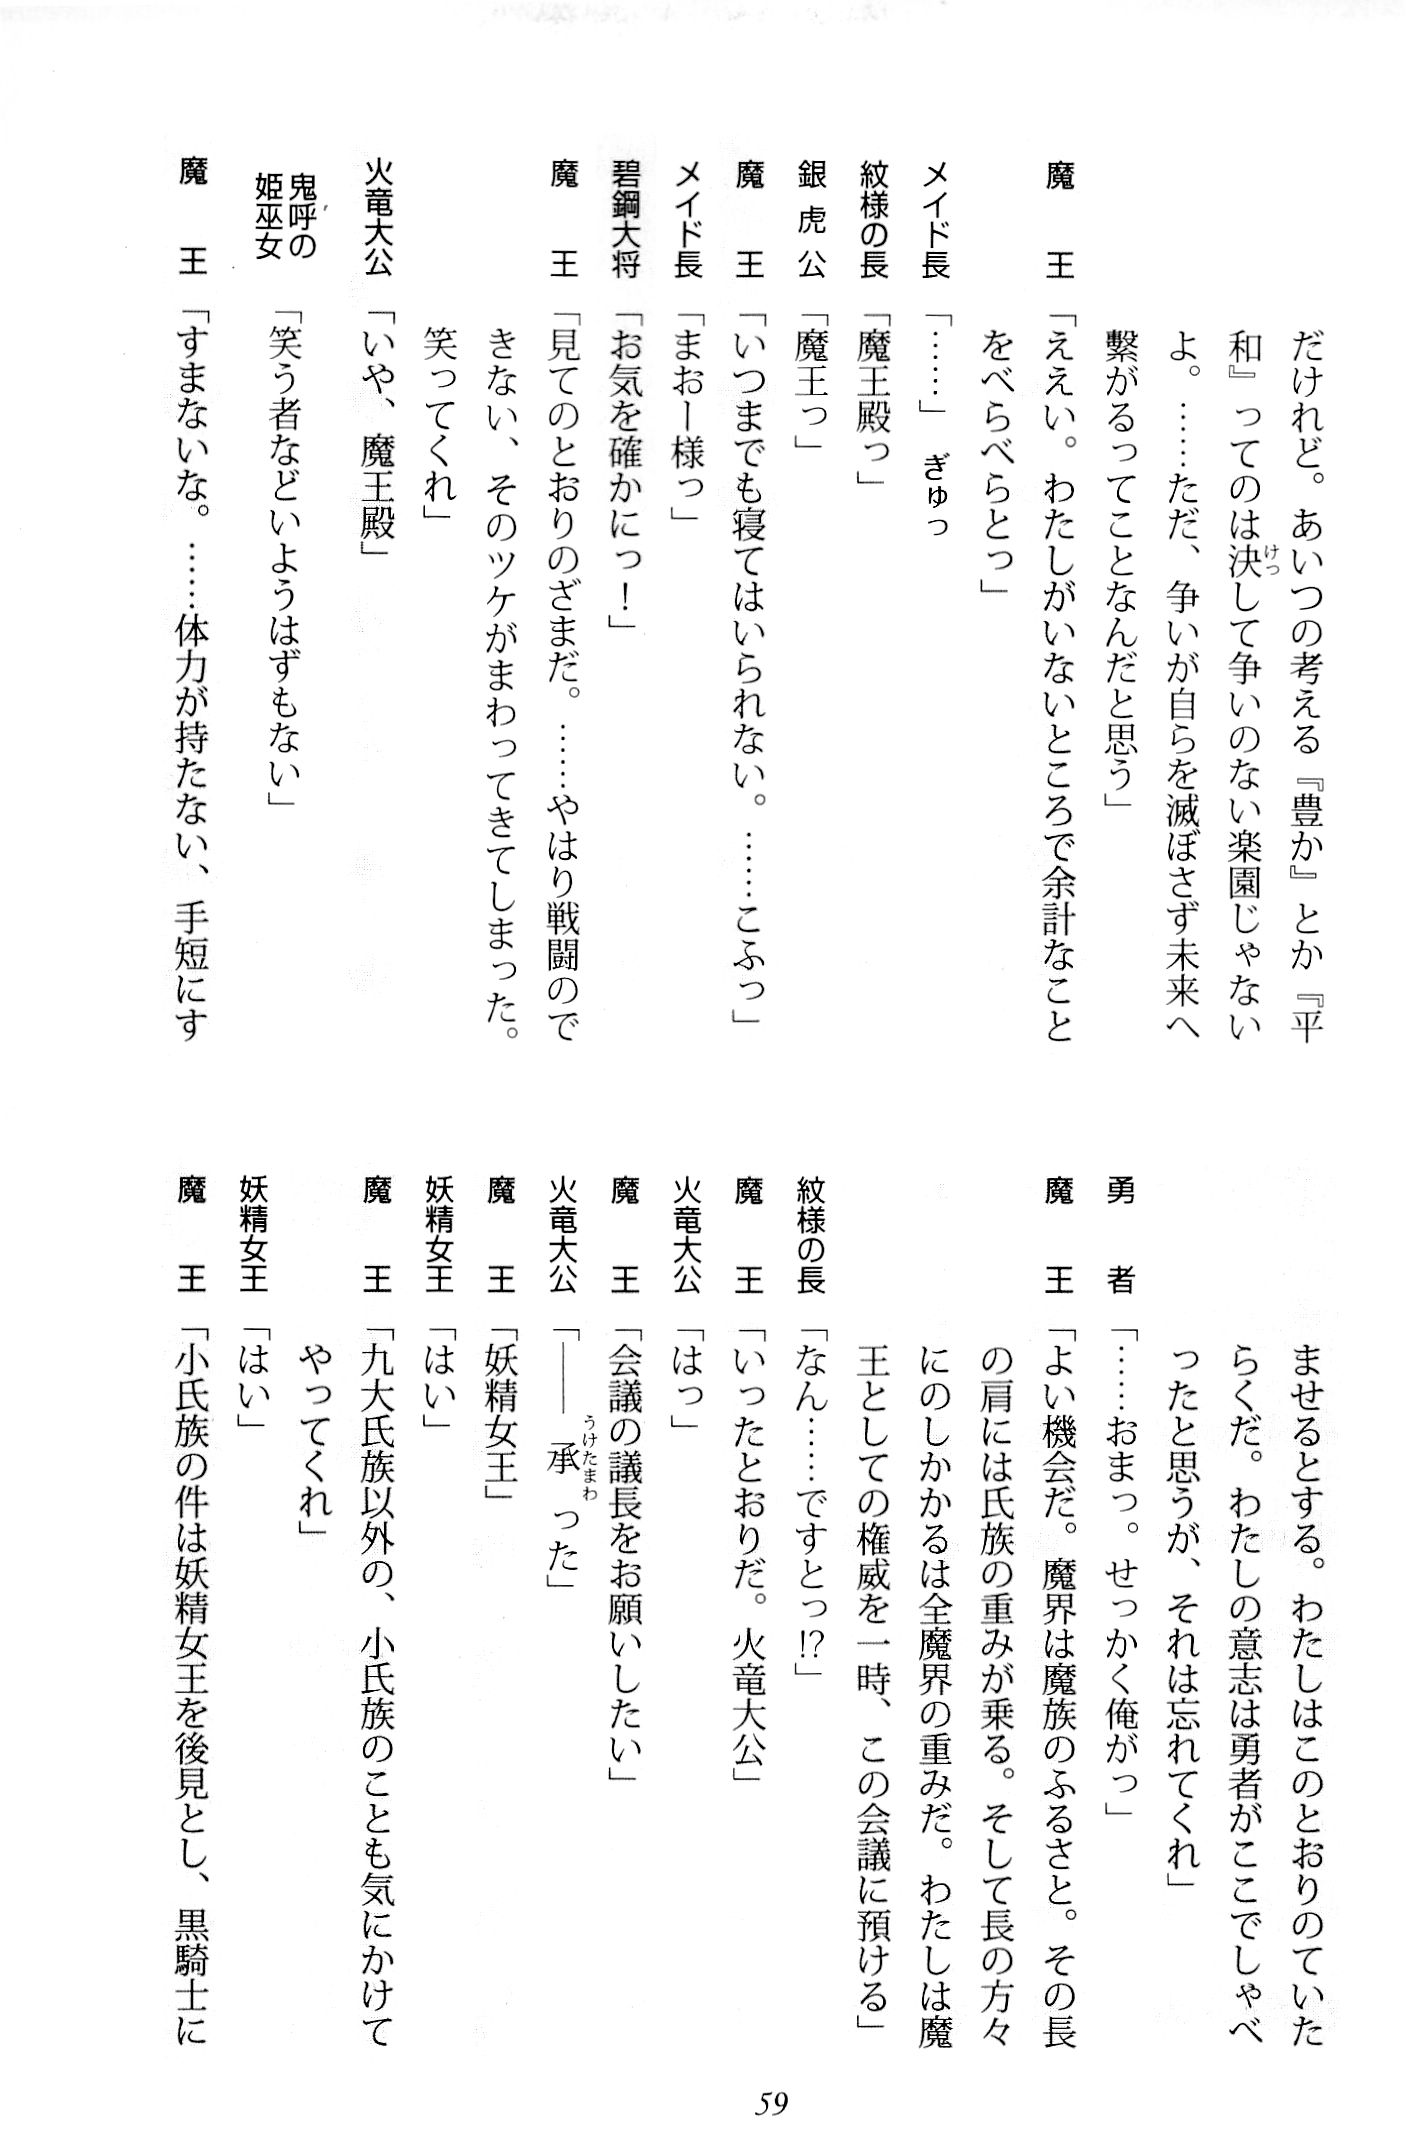 だけれど。あいつの考える『豊か』とか『平
和』ってのは決して争いのない楽園じゃない
よ。……ただ、争いが自らを滅ぼさず未来へ
繋がるってことなんだと思う」
魔王「ええい。わたしがいないところで余計なこと
をべらべらとっ」
メイド長「……」ぎゅっ
紋様の長「魔王殿っ」
銀虎公「魔王っ」
魔王「いつまでも寝てはいられない。……こふっ」
メイド長「まおー様っ」
碧鋼大将「お気を確かにっ！」
魔王「見てのとおりのざまだ。……やはり戦闘ので
きない、そのツケがまわってきてしまった。
笑ってくれ」
火竜大公「いや、魔王殿」
鬼呼の姫巫女「笑う者などいようはずもない」
魔王「すまないな。……体力が持たない、手短にす
ませるとする。わたしはこのとおりのていた
らくだ。わたしの意志は勇者がここでしゃべ
ったと思うが、それは忘れてくれ」
勇者「……おまっ。せっかく俺がっ」
魔王「よい機会だ。魔界は魔族のふるさと。その長
の肩には氏族の重みが乗る。そして長の方々
にのしかかるは全魔界の重みだ。わたしは魔
王としての権威を一時、この会議に預ける」
紋様の長「なん……ですとっ!?」
魔王「いったとおりだ。火竜大公」
火竜大公「はっ」
魔王「会議の議長をお願いしたい」
火竜大公「――承った」
魔王「妖精女王」
妖精女王「はい」
魔王「九大氏族以外の、小氏族のことも気にかけて
やってくれ」
妖精女王「はい」
魔王「小氏族の件は妖精女王を後見とし、黒騎士に
59